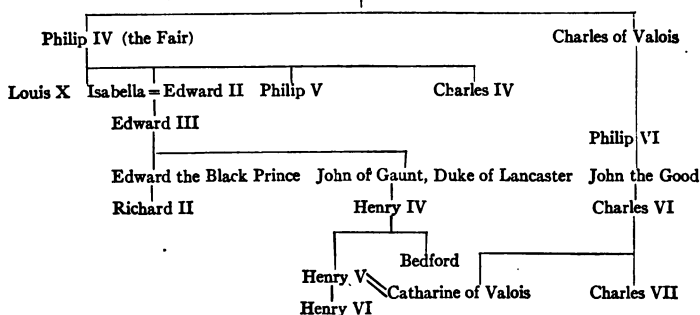 Philip IV (the Fair) Charles of Valois
Louis X Isabella = Edward II Philip V Charles IV
Edward III
Philip VI
Edward the Black Prince John of Gaunt, Duke of Lancaster John the Good
Richard II Henry IV Charles VI
Bedford
Henry V Catharine of Valois Charles VII
Henry VI